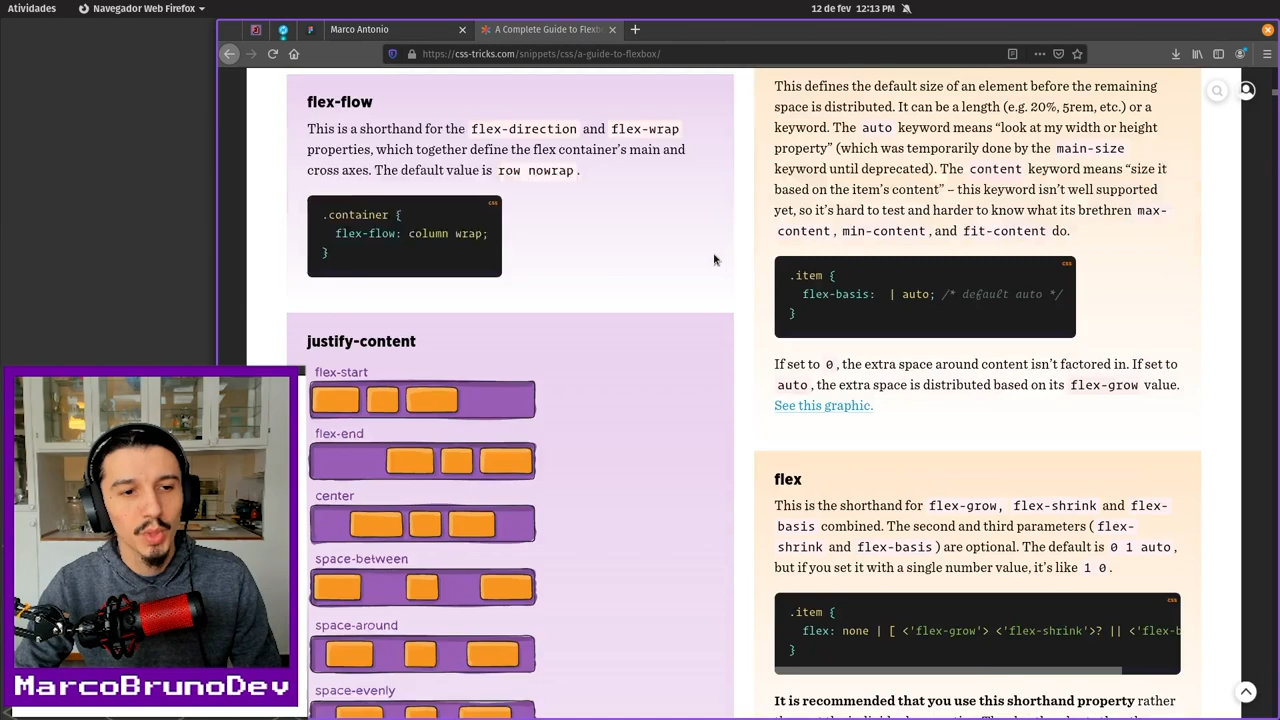 Atividades
Navegador Web Firefox
12 de fev 12:13 PM
Marco Antonio
A Complete Guide to Flexb
https://css-tricks.com/snippets/css/a-guide-to-flexbox/
flex-flow
This is a shorthand for the flex-direction and flex-wrap
properties, which together define the flex container’s main and
cross axes. The default value is row nowrap.
css
.container {
flex-flow: column wrap;
}
justify-content
flex-start
flex-end
center
space-between
space-around
space-evenly
This defines the default size of an element before the remaining
space is distributed. It can be a length (e.g. 20%, 5rem, etc.) or a
keyword. The auto keyword means “look at my width or height
property” (which was temporarily done by the main-size
keyword until deprecated). The content keyword means “size it
based on the item’s content” – this keyword isn’t well supported
yet, so it’s hard to test and harder to know what its brethren max-
content, min-content, and fit-content do.
css
.item {
flex-basis:  | auto; /* default auto */
}
If set to 0, the extra space around content isn’t factored in. If set to
auto, the extra space is distributed based on its flex-grow value.
See this graphic.
flex
This is the shorthand for flex-grow, flex-shrink and flex-
basis combined. The second and third parameters (flex-
shrink and flex-basis) are optional. The default is 0 1 auto,
but if you set it with a single number value, it’s like 1 0.
css
.item {
flex: none | [ <'flex-grow'> <'flex-shrink'>? || <'flex-b
}
It is recommended that you use this shorthand property rather
MarcoBrunoDev